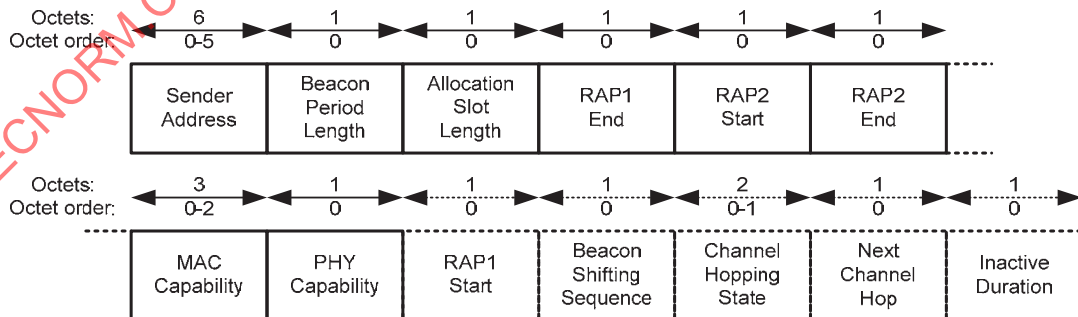 Octets: 6 1 1 1 1 1
Octet order: 0-5 0 0 0 0 0
Sender Address
Beacon Period Length
Allocation Slot Length
RAP1 End
RAP2 Start
RAP2 End
Octets: 3 1 1 1 2 1 1
Octet order: 0-2 0 0 0 0-1 0 0
MAC Capability
PHY Capability
RAP1 Start
Beacon Shifting Sequence
Channel Hopping State
Next Channel Hop
Inactive Duration